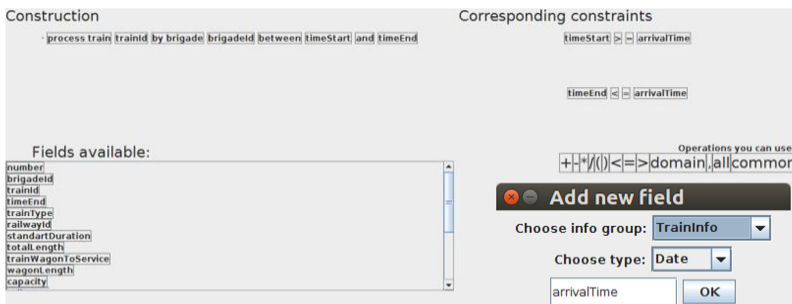 Construction
process train trainId by brigade brigadeId between timeStart and timeEnd
Corresponding constraints
timeStart > = arrivalTime
timeEnd < = arrivalTime
Fields available:
number
brigadeId
trainId
timeEnd
trainType
railwayId
standartDuration
totalLength
trainWagonToService
wagonLength
capacity
Operations you can use
+ - * / ( ) < = > domain , all common
Add new field
Choose info group: TrainInfo
Choose type: Date
arrivalTime OK